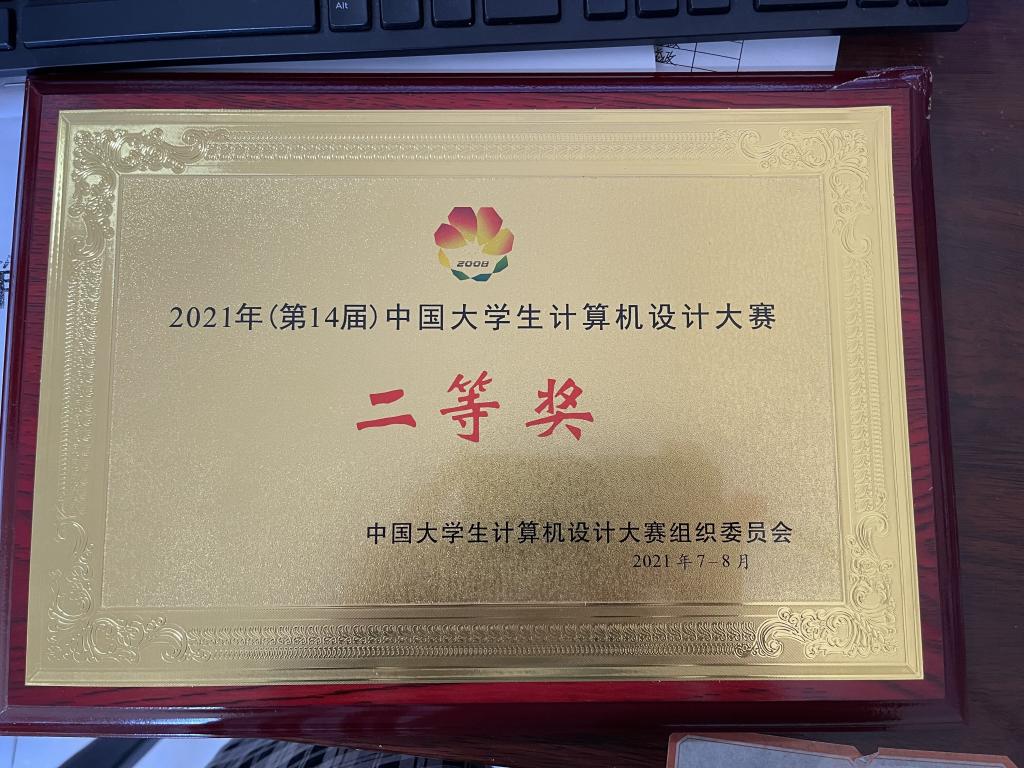 Alt
2008
2021年(第14届)中国大学生计算机设计大赛
二等奖
中国大学生计算机设计大赛组织委员会
2021年7-8月